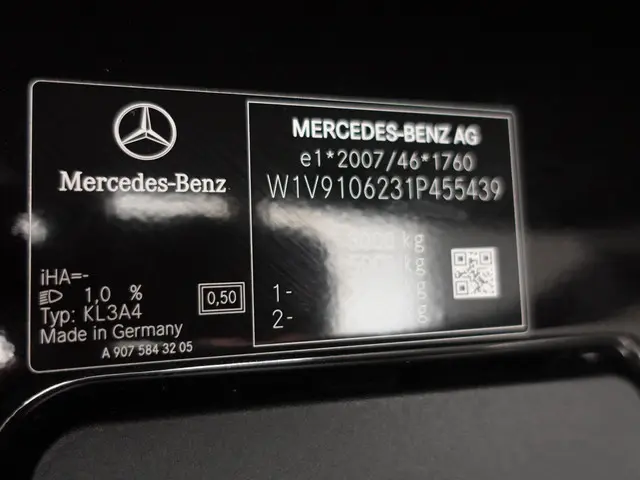 Mercedes-Benz
iHA=-
1,0 %
0,50
Typ: KL3A4
Made in Germany
A 907 584 32 05
MERCEDES-BENZ AG
e1*2007/46*1760
W1V9106231P455439
kg
1-
2-